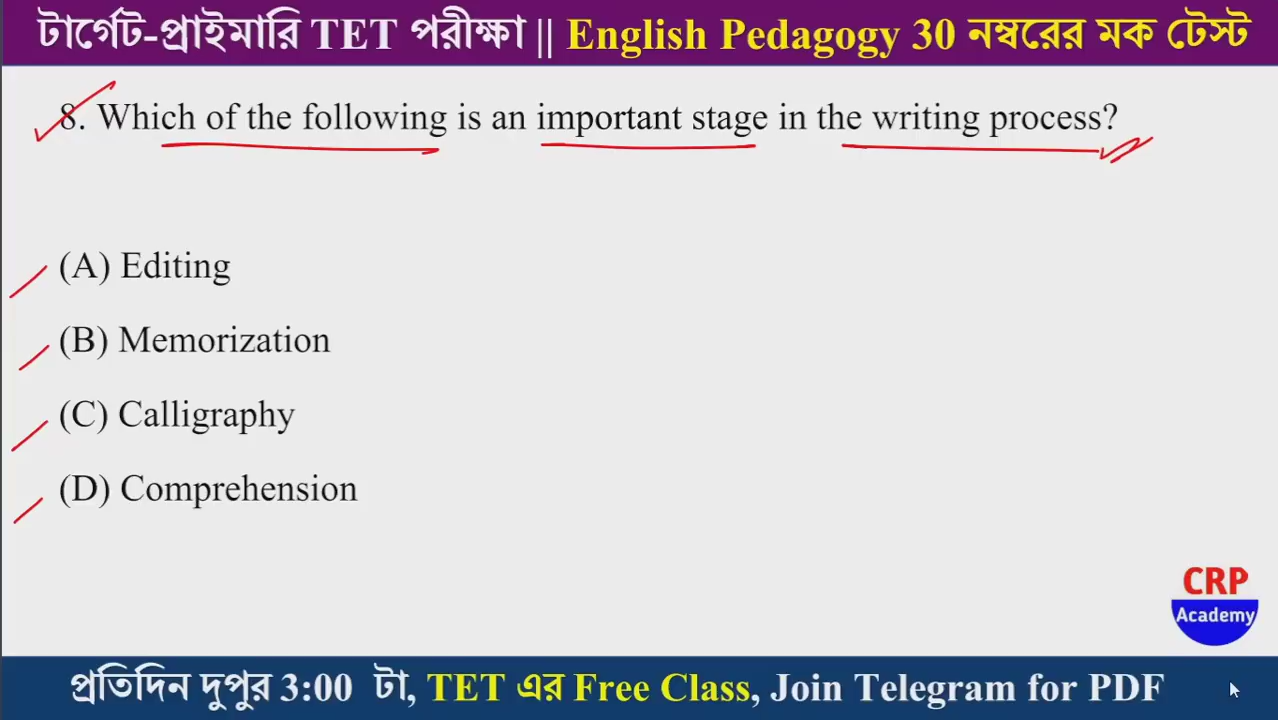 টার্গেট-প্রাইমারি TET পরীক্ষা || English Pedagogy 30 নম্বরের মক টেস্ট
8. Which of the following is an important stage in the writing process?
(A) Editing
(B) Memorization
(C) Calligraphy
(D) Comprehension
CRP
Academy
প্রতিদিন দুপুর 3:00 টা, TET এর Free Class, Join Telegram for PDF